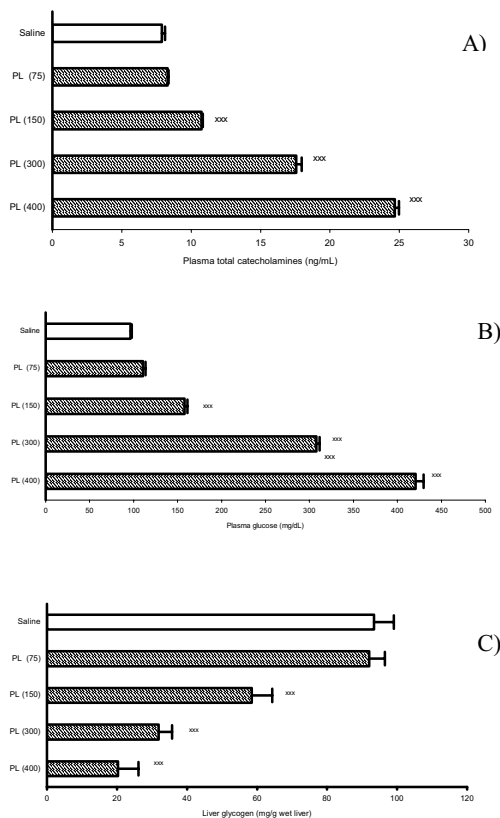 Saline
A)
PL (75)
PL (150)
xxx
PL (300)
xxx
PL (400)
xxx
0 5 10 15 20 25 30
Plasma total catecholamines (ng/mL)
Saline
B)
PL (75)
PL (150)
xxx
PL (300)
xxx
xxx
PL (400)
xxx
0 50 100 150 200 250 300 350 400 450 500
Plasma glucose (mg/dL)
Saline
C)
PL (75)
PL (150)
xxx
PL (300)
xxx
PL (400)
xxx
0 20 40 60 80 100 120
Liver glycogen (mg/g wet liver)